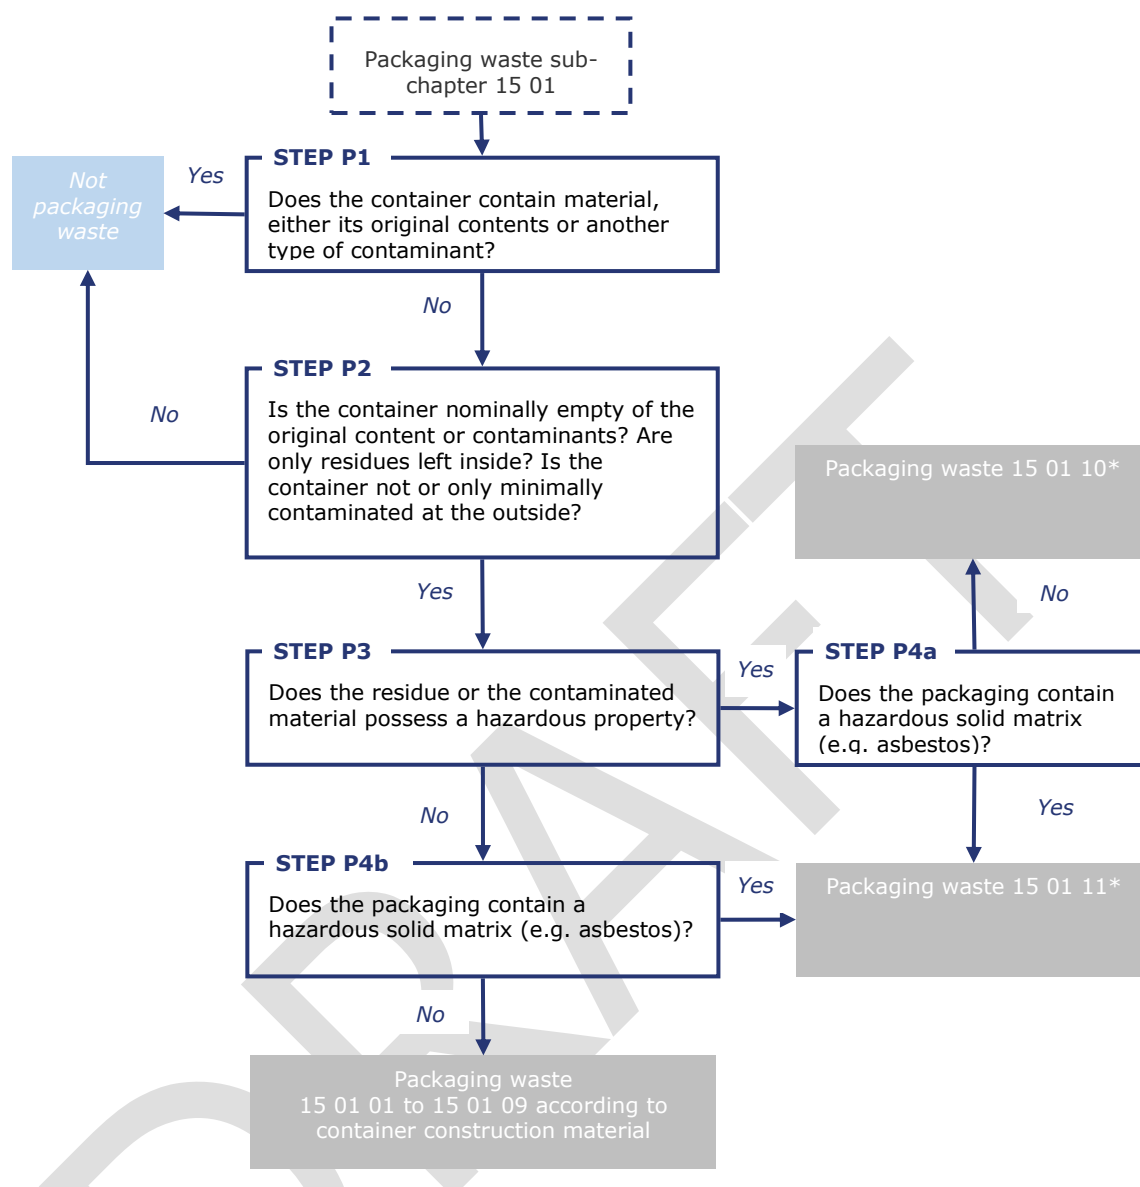 Packaging waste sub-
chapter 15 01
STEP P1
Does the container contain material,
either its original contents or another
type of contaminant?
Yes
Not
packaging
waste
No
STEP P2
Is the container nominally empty of the
original content or contaminants? Are
only residues left inside? Is the
container not or only minimally
contaminated at the outside?
No
Yes
STEP P3
Does the residue or the contaminated
material possess a hazardous property?
Yes
STEP P4a
Does the packaging contain
a hazardous solid matrix
(e.g. asbestos)?
No
Packaging waste 15 01 10*
Yes
Packaging waste 15 01 11*
No
STEP P4b
Does the packaging contain a
hazardous solid matrix (e.g. asbestos)?
Yes
No
Packaging waste
15 01 01 to 15 01 09 according to
container construction material
DRAFT